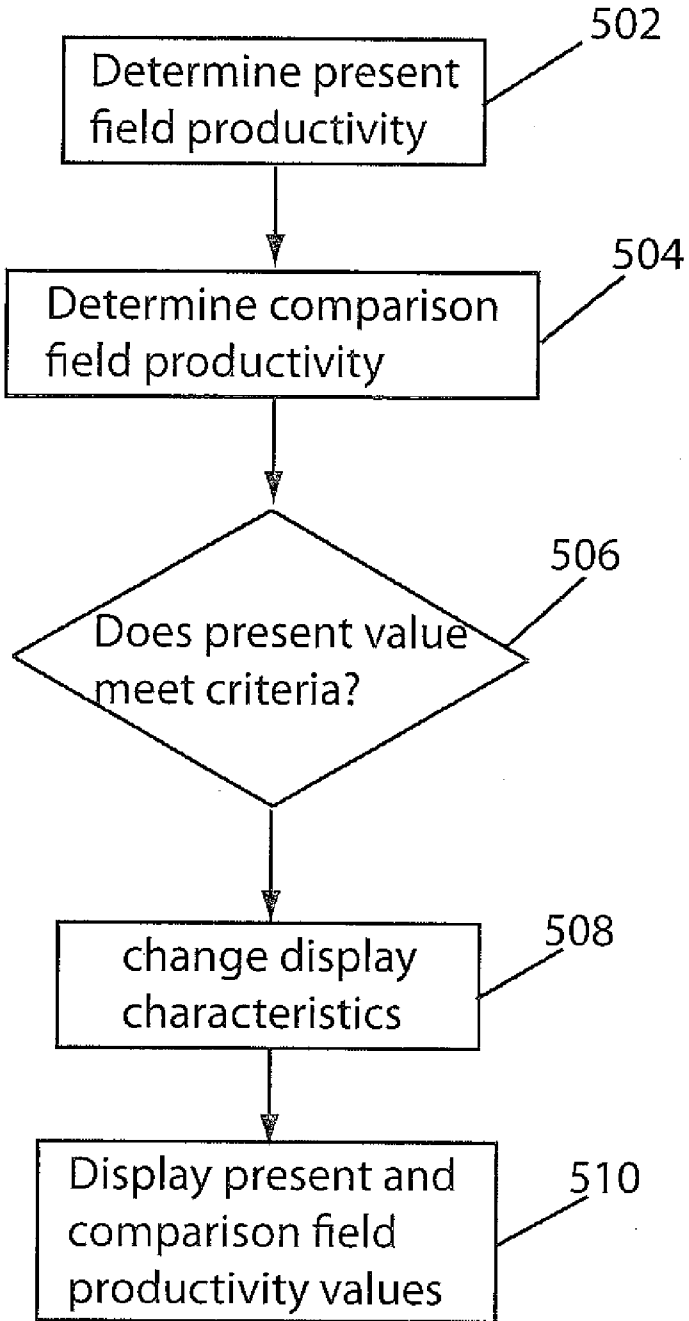 502
Determine present
field productivity
504
Determine comparison
field productivity
506
Does present value
meet criteria?
508
change display
characteristics
510
Display present and
comparison field
productivity values